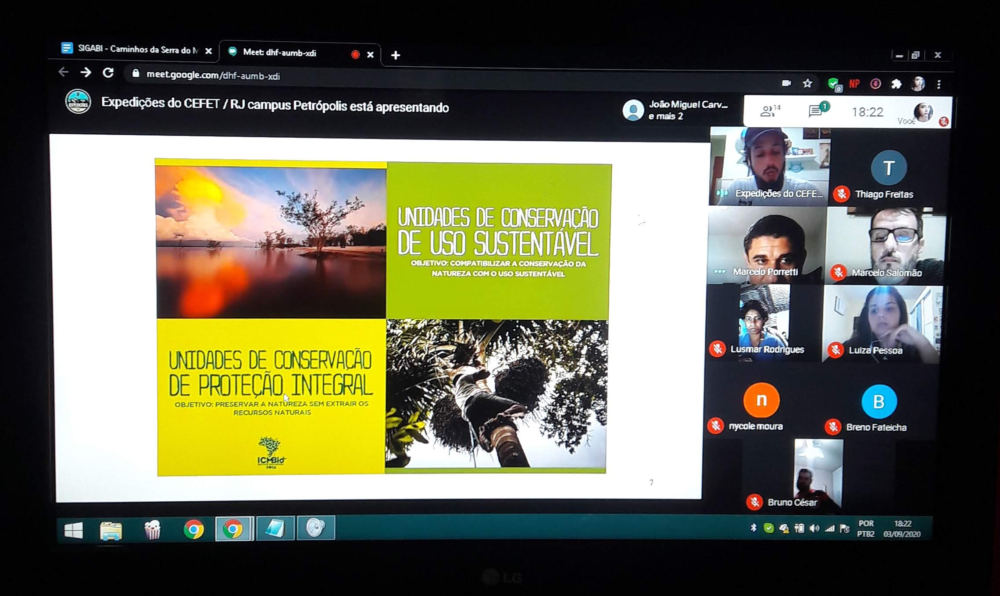 SIGABI - Caminhos da Serra do M
Meet: dhf-aumb-xdi
meet.google.com/dhf-aumb-xdi
NP
0
Expedições do CEFET / RJ campus Petrópolis está apresentando
João Miguel Carv...
e mais 2
14
1
18:22
Você
UNIDADES DE CONSERVAÇÃO
DE USO SUSTENTÁVEL
OBJETIVO: COMPATIBILIZAR A CONSERVAÇÃO DA
NATUREZA COM O USO SUSTENTÁVEL
UNIDADES DE CONSERVAÇÃO
DE PROTEÇÃO INTEGRAL
OBJETIVO: PRESERVAR A NATUREZA SEM EXTRAIR OS
RECURSOS NATURAIS
ICMBio
MMA
7
Expedições do CEFE...
T
Thiago Freitas
Marcelo Porretti
Marcelo Salomão
Lusmar Rodrigues
Luiza Pessoa
n
nycole moura
B
Breno Fateicha
Bruno César
POR
PTB2
18:22
03/09/2020
LG